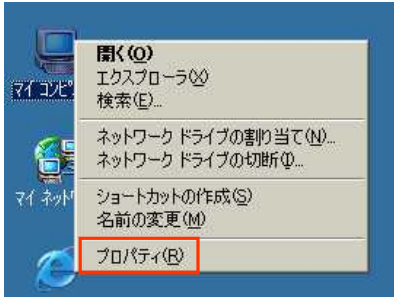 マイ コンピ
開く(O)
エクスプローラ(X)
検索(E)...
ネットワーク ドライブの割り当て(N)...
ネットワーク ドライブの切断(I)...
マイ ネットワ
ショートカットの作成(S)
名前の変更(M)
プロパティ(R)